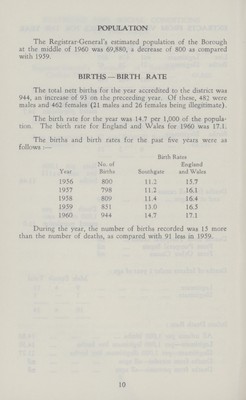 POPULATION
The Registrar-General's estimated population of the Borough
at the middle of 1960 was 69,880, a decrease of 800 as compared
with 1959.
BIRTHS — BIRTH RATE
The total nett births for the year accredited to the district was
944, an increase of 93 on the preceeding year. Of these, 482 were
males and 462 females (21 males and 26 females being illegitimate).
The birth rate for the year was 14.7 per 1,000 of the popula-
tion. The birth rate for England and Wales for 1960 was 17.1.
The birth rates and births for the past five years were as
follows :—
Birth Rates
No. of England
Year Births Southgate and Wales
1956 800 11.2 15.7
1957 798 11.2 16.1
1958 809 11.4 16.4
1959 851 13.0 16.5
1960 944 14.7 17.1
During the year, the number of births recorded was 13 more
than the number of deaths, as compared with 91 less in 1959.
10